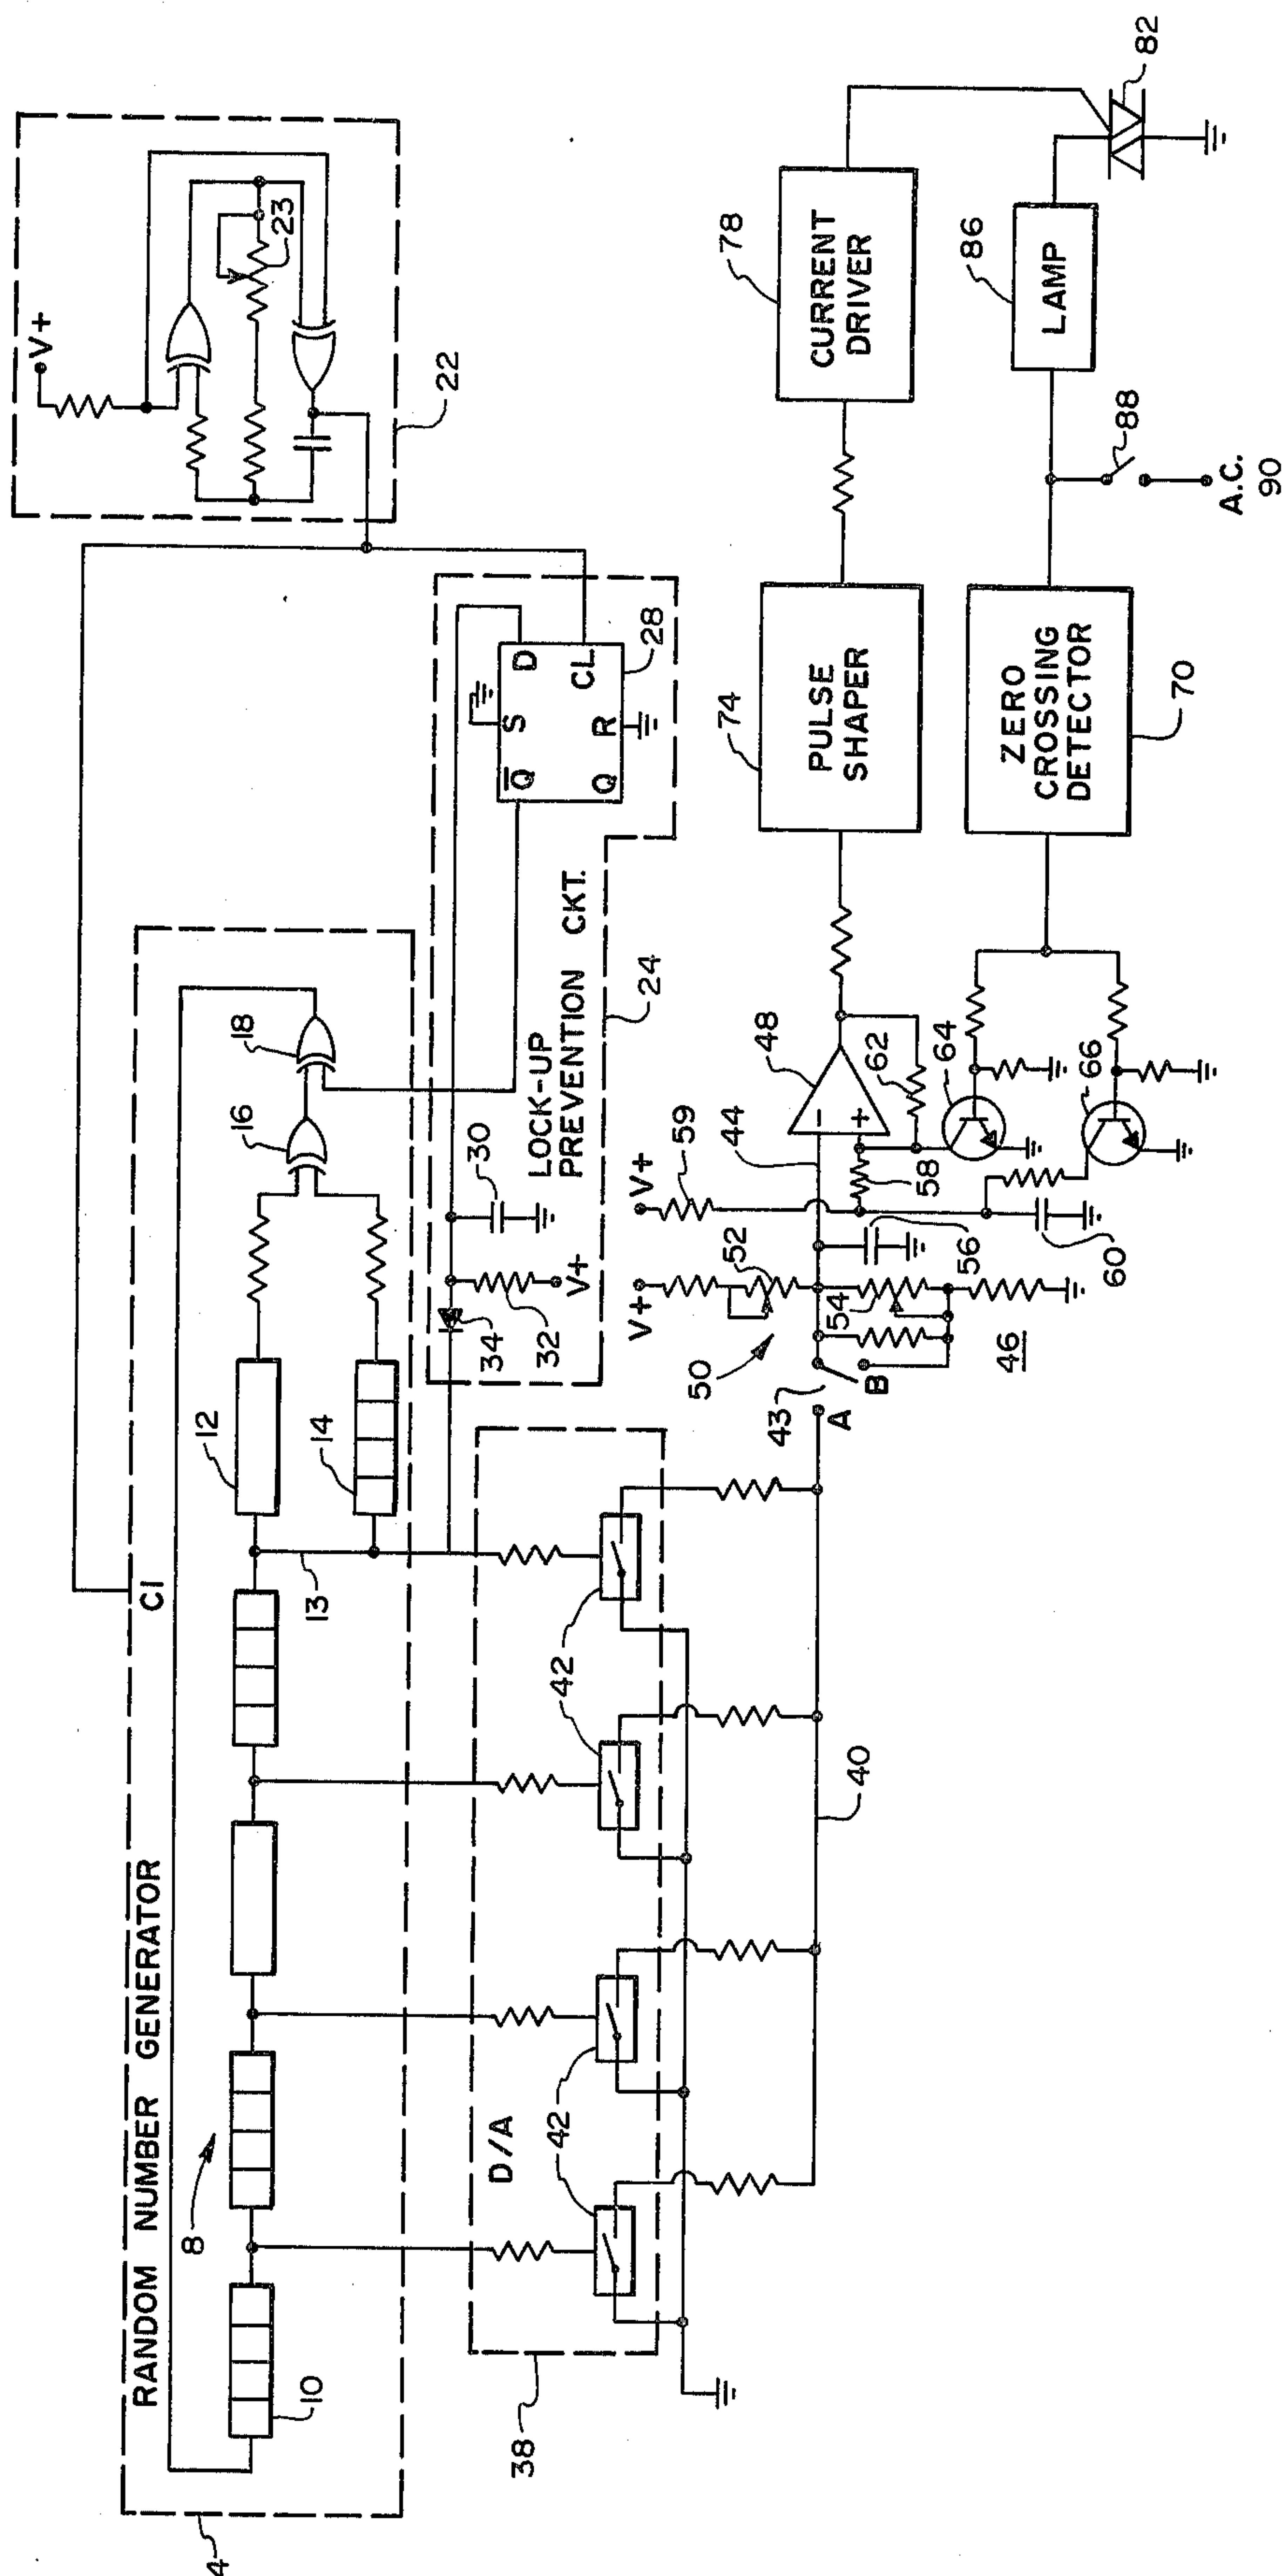 RANDOM NUMBER GENERATOR
CI
4
8
10
12
13
14
16
18
V+
23
22
LOCK-UP
PREVENTION CKT.
24
30
V+
32
34
S
D
Q
CL
R
Q
28
D/A
38
42
42
42
42
40
43
A
B
46
50
V+
52
54
56
V+
59
44
48
-
+
58
60
62
64
66
PULSE
SHAPER
74
CURRENT
DRIVER
78
ZERO
CROSSING
DETECTOR
70
LAMP
86
88
A.C.
90
82